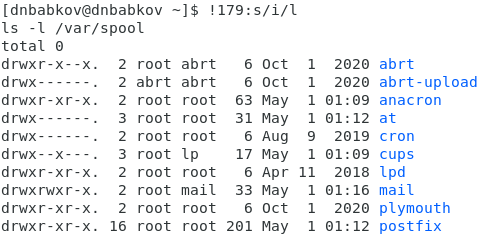 [dnbabkov@dnbabkov ~]$ !179:s/i/l
ls -l /var/spool
total 0
drwxr-x--x.  2 root abrt   6 Oct  1  2020 abrt
drwx------.  2 abrt abrt   6 Oct  1  2020 abrt-upload
drwxr-xr-x.  2 root root  63 May  1 01:09 anacron
drwx------.  3 root root  31 May  1 01:12 at
drwx------.  2 root root   6 Aug  9  2019 cron
drwx--x---.  3 root lp    17 May  1 01:09 cups
drwxr-xr-x.  2 root root   6 Apr 11  2018 lpd
drwxrwxr-x.  2 root mail  33 May  1 01:16 mail
drwxr-xr-x.  2 root root   6 Oct  1  2020 plymouth
drwxr-xr-x. 16 root root 201 May  1 01:12 postfix